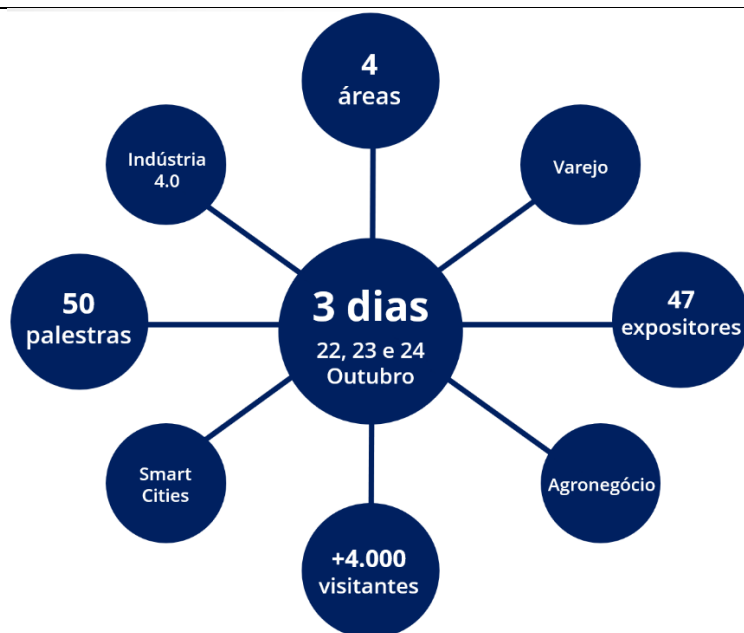 4
áreas
Indústria
4.0
Varejo
50
palestras
3 dias
22, 23 e 24
Outubro
47
expositores
Smart
Cities
Agronegócio
+4.000
visitantes